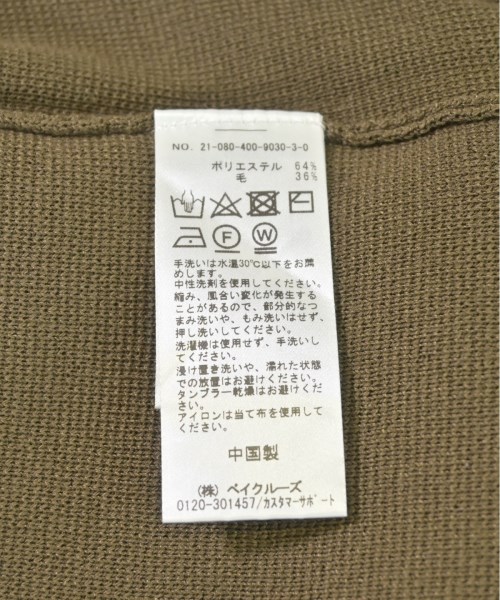 NO. 21-080-400-9030-3-0
ポリエステル 64%
毛 36%
F
W
手洗いは水温30℃以下をお薦
めします。
中性洗剤を使用してください。
縮み、風合い変化が発生する
ことがあるので、部分的なつ
まみ洗いや、もみ洗いはせず、
押し洗いしてください。
洗濯機は使用せず、手洗いし
てください。
浸け置き洗いや、濡れた状態
での放置はお避けください。
タンブラー乾燥はお避けくださ
い。
アイロンは当て布を使用して
ください。
中国製
(株) ベイクルーズ
0120-301457/カスタマーサポート